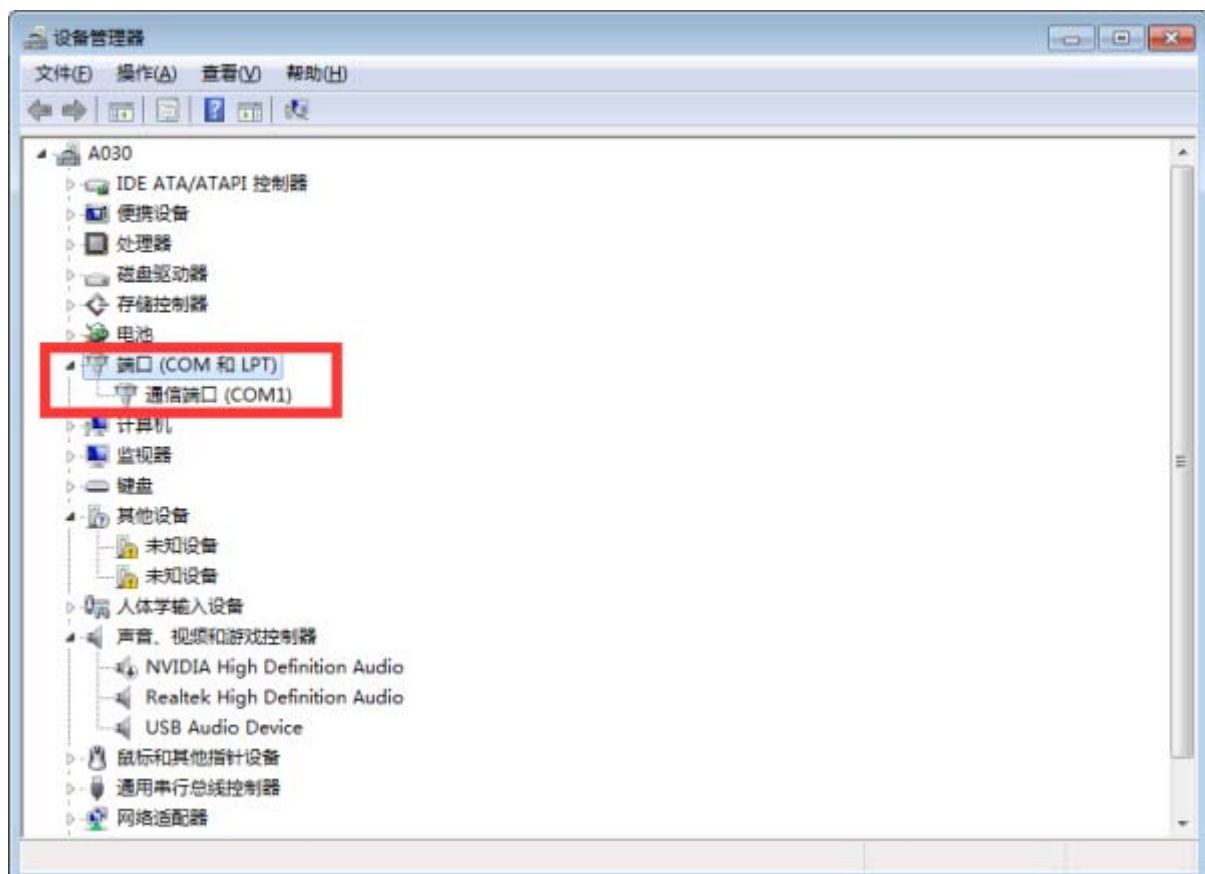 设备管理器
文件(F) 操作(A) 查看(V) 帮助(H)
A030
IDE ATA/ATAPI 控制器
便携设备
处理器
磁盘驱动器
存储控制器
电池
端口 (COM 和 LPT)
通信端口 (COM1)
计算机
监视器
键盘
其他设备
未知设备
未知设备
人体学输入设备
声音、视频和游戏控制器
NVIDIA High Definition Audio
Realtek High Definition Audio
USB Audio Device
鼠标和其他指针设备
通用串行总线控制器
网络适配器